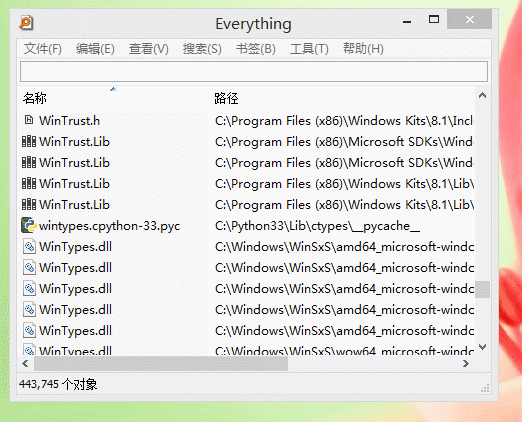 Everything
文件(F) 编辑(E) 查看(V) 搜索(S) 书签(B) 工具(T) 帮助(H)
名称 路径
WinTrust.h C:\Program Files (x86)\Windows Kits\8.1\Inclu
WinTrust.Lib C:\Program Files (x86)\Microsoft SDKs\Wind
WinTrust.Lib C:\Program Files (x86)\Microsoft SDKs\Wind
WinTrust.Lib C:\Program Files (x86)\Windows Kits\8.1\Lib\
WinTrust.Lib C:\Program Files (x86)\Windows Kits\8.1\Lib\
wintypes.cpython-33.pyc C:\Python33\Lib\ctypes\__pycache__
WinTypes.dll C:\Windows\WinSxS\amd64_microsoft-windc
WinTypes.dll C:\Windows\WinSxS\amd64_microsoft-windc
WinTypes.dll C:\Windows\WinSxS\amd64_microsoft-windc
WinTypes.dll C:\Windows\WinSxS\amd64_microsoft-windc
WinTypes.dll C:\Windows\WinSxS\amd64_microsoft-windc
WinTypes.dll C:\Windows\WinSxS\wow64_microsoft-windc
443,745 个对象